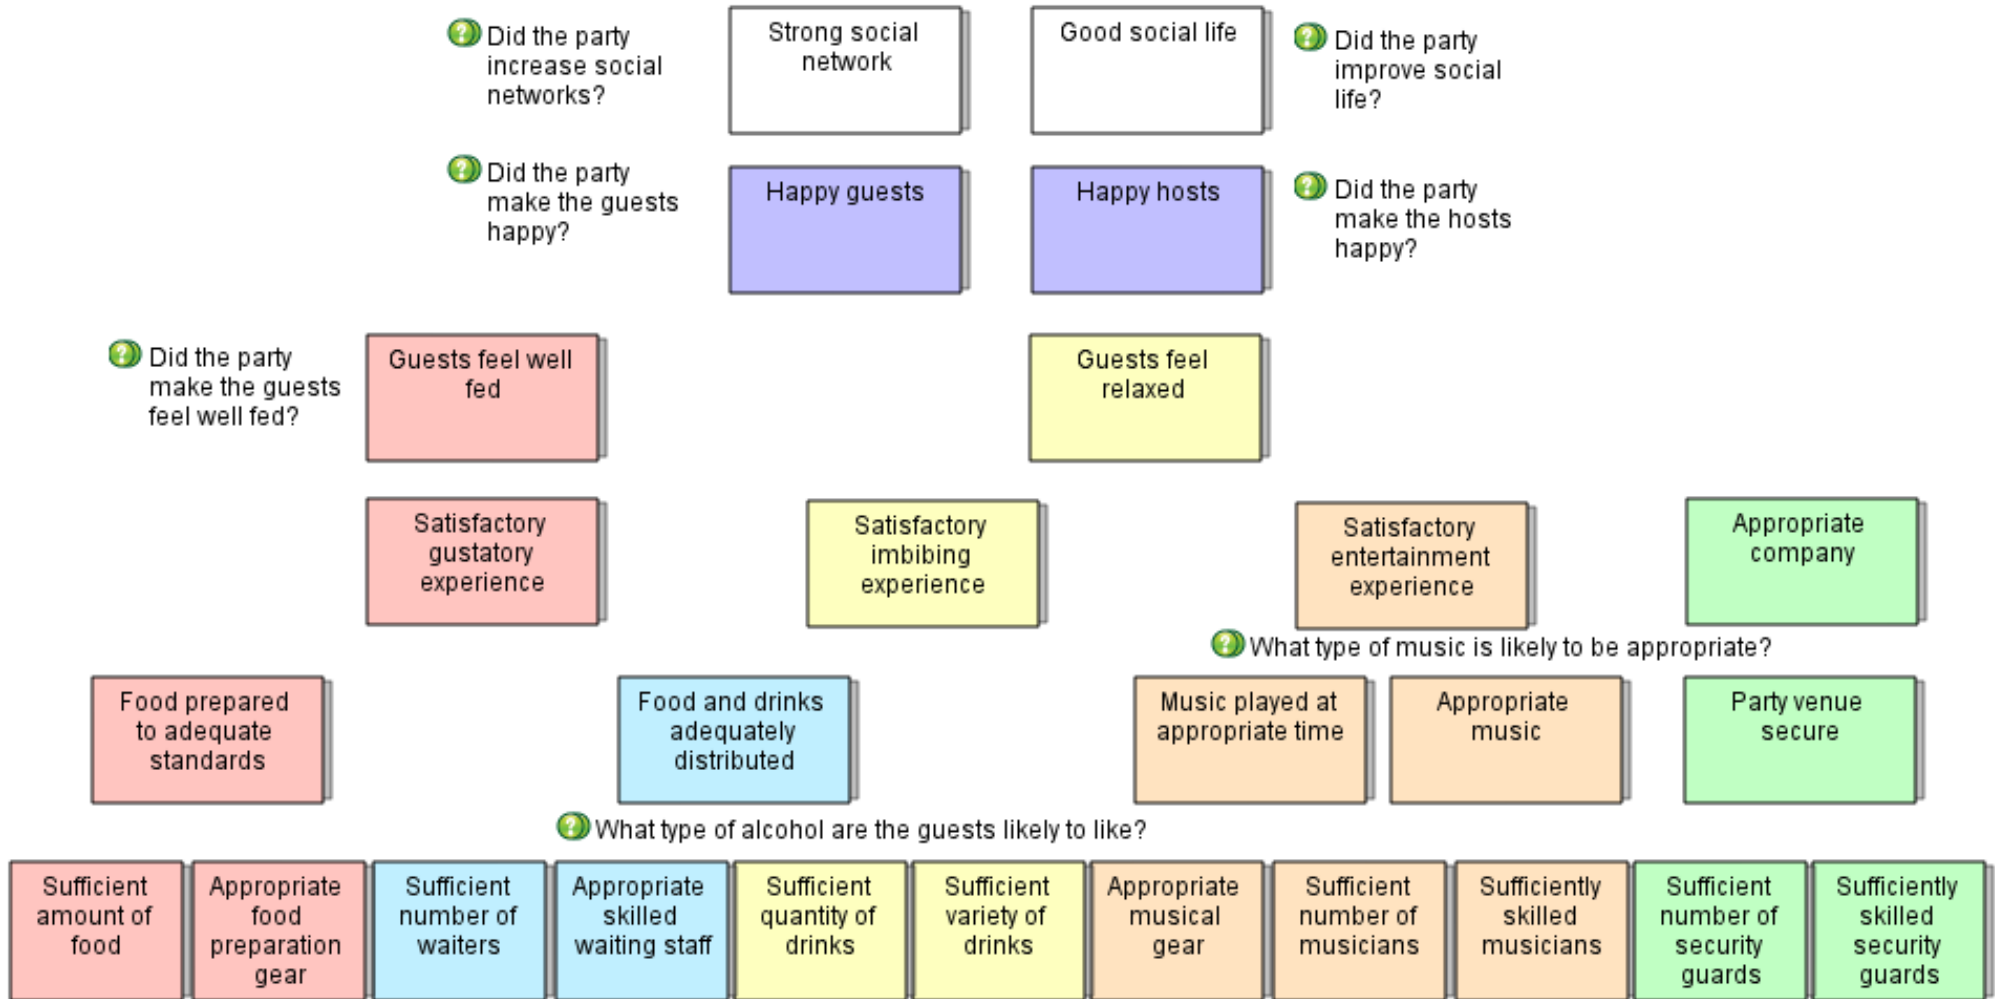 Did the party
increase social
networks?
Strong social
network
Good social life
Did the party
improve social
life?
Did the party
make the guests
happy?
Happy guests
Happy hosts
Did the party
make the hosts
happy?
Did the party
make the guests
feel well fed?
Guests feel well
fed
Guests feel
relaxed
Satisfactory
gustatory
experience
Satisfactory
imbibing
experience
Satisfactory
entertainment
experience
Appropriate
company
What type of music is likely to be appropriate?
Food prepared
to adequate
standards
Food and drinks
adequately
distributed
Music played at
appropriate time
Appropriate
music
Party venue
secure
What type of alcohol are the guests likely to like?
Sufficient
amount of
food
Appropriate
food
preparation
gear
Sufficient
number of
waiters
Appropriate
skilled
waiting staff
Sufficient
quantity of
drinks
Sufficient
variety of
drinks
Appropriate
musical
gear
Sufficient
number of
musicians
Sufficiently
skilled
musicians
Sufficient
number of
security
guards
Sufficiently
skilled
security
guards